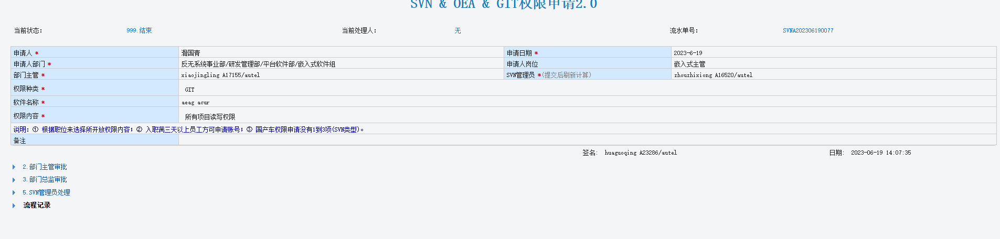 SVN & OEA & GIT权限申请2.0
当前状态: 999.结束 当前处理人: 无 流水单号: SVNA202306190077
申请人 * 滑国青 申请日期 * 2023-6-19
申请人部门 * 反无系统事业部/研发管理部/平台软件部/嵌入式软件组 申请人岗位 嵌入式主管
部门主管 * xiaojingling A17155/autel SVN管理员 *(提交后刷新计算) zhouzhixiong A16520/autel
权限种类 * GIT
软件名称 * aeag acur
权限内容 * 所有项目读写权限
说明: ① 根据职位来选择所开放权限内容; ② 入职满三天以上员工方可申请账号; ③ 国产车权限申请没有1到3项(SVN类型)。
备注
签名: huaguoqing A23286/autel 日期: 2023-06-19 14:07:35
2.部门主管审批
3.部门总监审批
5.SVN管理员处理
流程记录